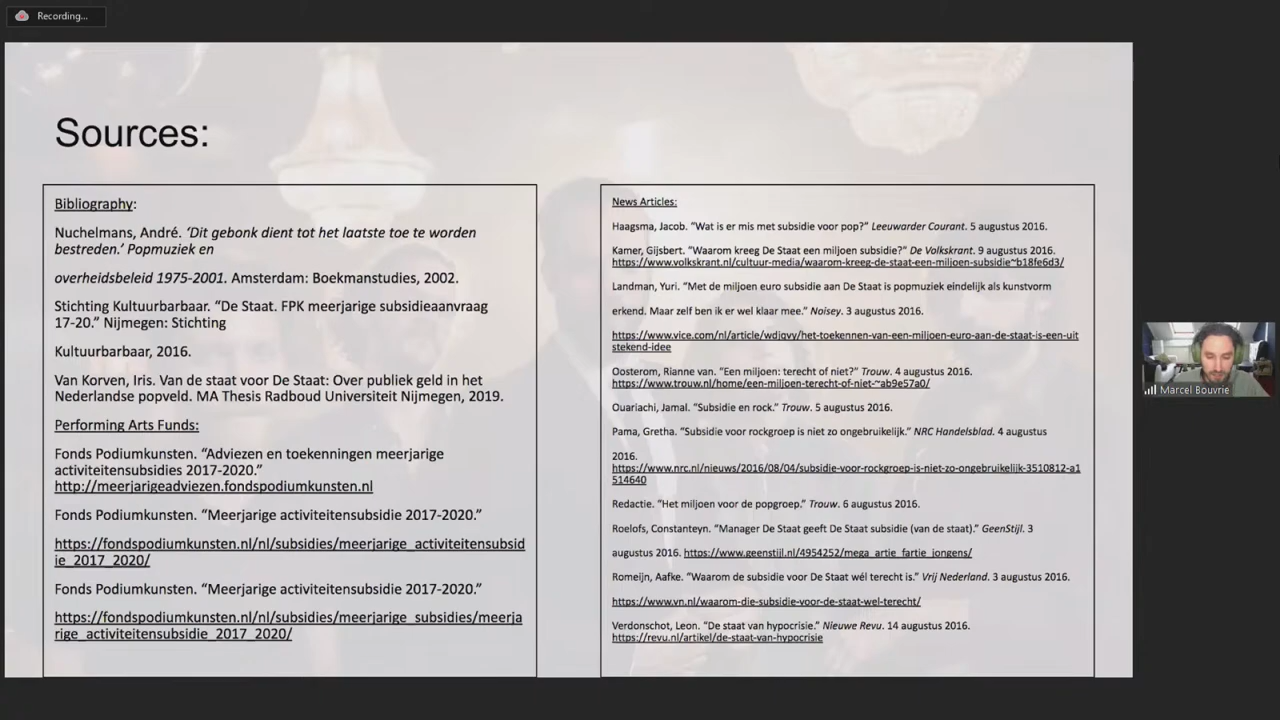 Recording...
Sources:
Bibliography:
Nuchelmans, André. ‘Dit gebonk dient tot het laatste toe te worden
bestreden.’ Popmuziek en
overheidsbeleid 1975-2001. Amsterdam: Boekmanstudies, 2002.
Stichting Kultuurbarbaar. “De Staat. FPK meerjarige subsidieaanvraag
17-20.” Nijmegen: Stichting
Kultuurbarbaar, 2016.
Van Korven, Iris. Van de staat voor De Staat: Over publiek geld in het
Nederlandse popveld. MA Thesis Radboud Universiteit Nijmegen, 2019.
Performing Arts Funds:
Fonds Podiumkunsten. “Adviezen en toekenningen meerjarige
activiteitensubsidies 2017-2020.”
http://meerjarigeadviezen.fondspodiumkunsten.nl
Fonds Podiumkunsten. “Meerjarige activiteitensubsidie 2017-2020.”
https://fondspodiumkunsten.nl/nl/subsidies/meerjarige_activiteitensubsid
ie_2017_2020/
Fonds Podiumkunsten. “Meerjarige activiteitensubsidie 2017-2020.”
https://fondspodiumkunsten.nl/nl/subsidies/meerjarige_subsidies/meerja
rige_activiteitensubsidie_2017_2020/
News Articles:
Haagsma, Jacob. “Wat is er mis met subsidie voor pop?” Leeuwarder Courant. 5 augustus 2016.
Kamer, Gijsbert. “Waarom kreeg De Staat een miljoen subsidie?” De Volkskrant. 9 augustus 2016.
https://www.volkskrant.nl/cultuur-media/waarom-kreeg-de-staat-een-miljoen-subsidie~b18fe6d3/
Landman, Yuri. “Met de miljoen euro subsidie aan De Staat is popmuziek eindelijk als kunstvorm
erkend. Maar zelf ben ik er wel klaar mee.” Noisey. 3 augustus 2016.
https://www.vice.com/nl/article/wdjgvy/het-toekennen-van-een-miljoen-euro-aan-de-staat-is-een-uit
stekend-idee
Oosterom, Rianne van. “Een miljoen: terecht of niet?” Trouw. 4 augustus 2016.
https://www.trouw.nl/home/een-miljoen-terecht-of-niet-~ab9e57a0/
Ouariachi, Jamal. “Subsidie en rock.” Trouw. 5 augustus 2016.
Pama, Gretha. “Subsidie voor rockgroep is niet zo ongebruikelijk.” NRC Handelsblad. 4 augustus
2016.
https://www.nrc.nl/nieuws/2016/08/04/subsidie-voor-rockgroep-is-niet-zo-ongebruikelijk-3510812-a1
514640
Redactie. “Het miljoen voor de popgroep.” Trouw. 6 augustus 2016.
Roelofs, Constanteyn. “Manager De Staat geeft De Staat subsidie (van de staat).” GeenStijl. 3
augustus 2016. https://www.geenstijl.nl/4954252/mega_artie_fartie_jongens/
Romeijn, Aafke. “Waarom de subsidie voor De Staat wél terecht is.” Vrij Nederland. 3 augustus 2016.
https://www.vn.nl/waarom-die-subsidie-voor-de-staat-wel-terecht/
Verdonschot, Leon. “De staat van hypocrisie.” Nieuwe Revu. 14 augustus 2016.
https://revu.nl/artikel/de-staat-van-hypocrisie
Marcel Bouvrie